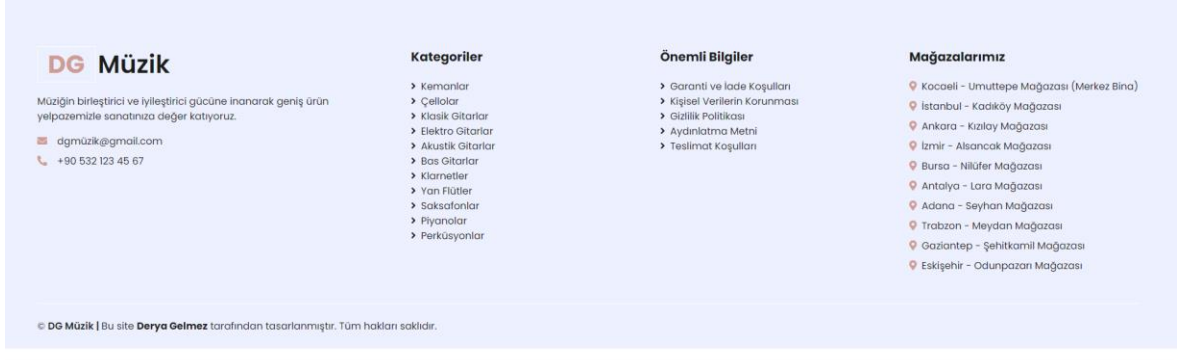 DG Müzik
Müziğin birleştirici ve iyileştirici gücüne inanarak geniş ürün
yelpazemizle sanatınıza değer katıyoruz.
dgmüzik@gmail.com
+90 532 123 45 67
Kategoriler
Kemanlar
Çellolar
Klasik Gitarlar
Elektro Gitarlar
Akustik Gitarlar
Bas Gitarlar
Klarnetler
Yan Flütler
Saksafonlar
Piyanolar
Perküsyonlar
Önemli Bilgiler
Garanti ve İade Koşulları
Kişisel Verilerin Korunması
Gizlilik Politikası
Aydınlatma Metni
Teslimat Koşulları
Mağazalarımız
Kocaeli - Umuttepe Mağazası (Merkez Bina)
İstanbul - Kadıköy Mağazası
Ankara - Kızılay Mağazası
İzmir - Alsancak Mağazası
Bursa - Nilüfer Mağazası
Antalya - Lara Mağazası
Adana - Seyhan Mağazası
Trabzon - Meydan Mağazası
Gaziantep - Şehitkamil Mağazası
Eskişehir - Odunpazarı Mağazası
© DG Müzik | Bu site Derya Gelmez tarafından tasarlanmıştır. Tüm hakları saklıdır.